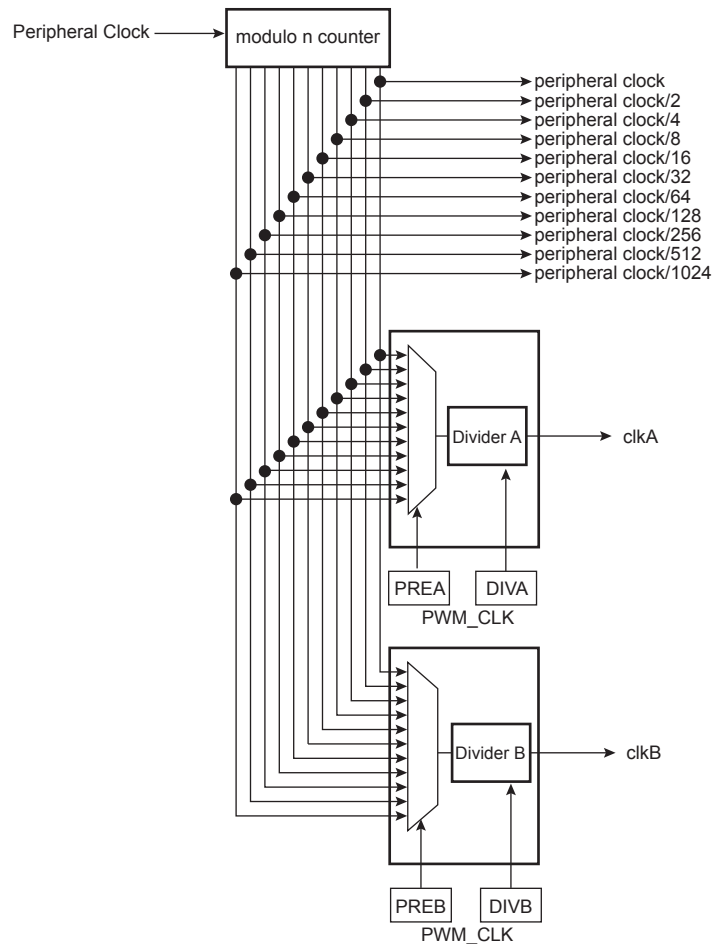 Peripheral Clock
modulo n counter
peripheral clock
peripheral clock/2
peripheral clock/4
peripheral clock/8
peripheral clock/16
peripheral clock/32
peripheral clock/64
peripheral clock/128
peripheral clock/256
peripheral clock/512
peripheral clock/1024
Divider A
clkA
PREA
DIVA
PWM_CLK
Divider B
clkB
PREB
DIVB
PWM_CLK